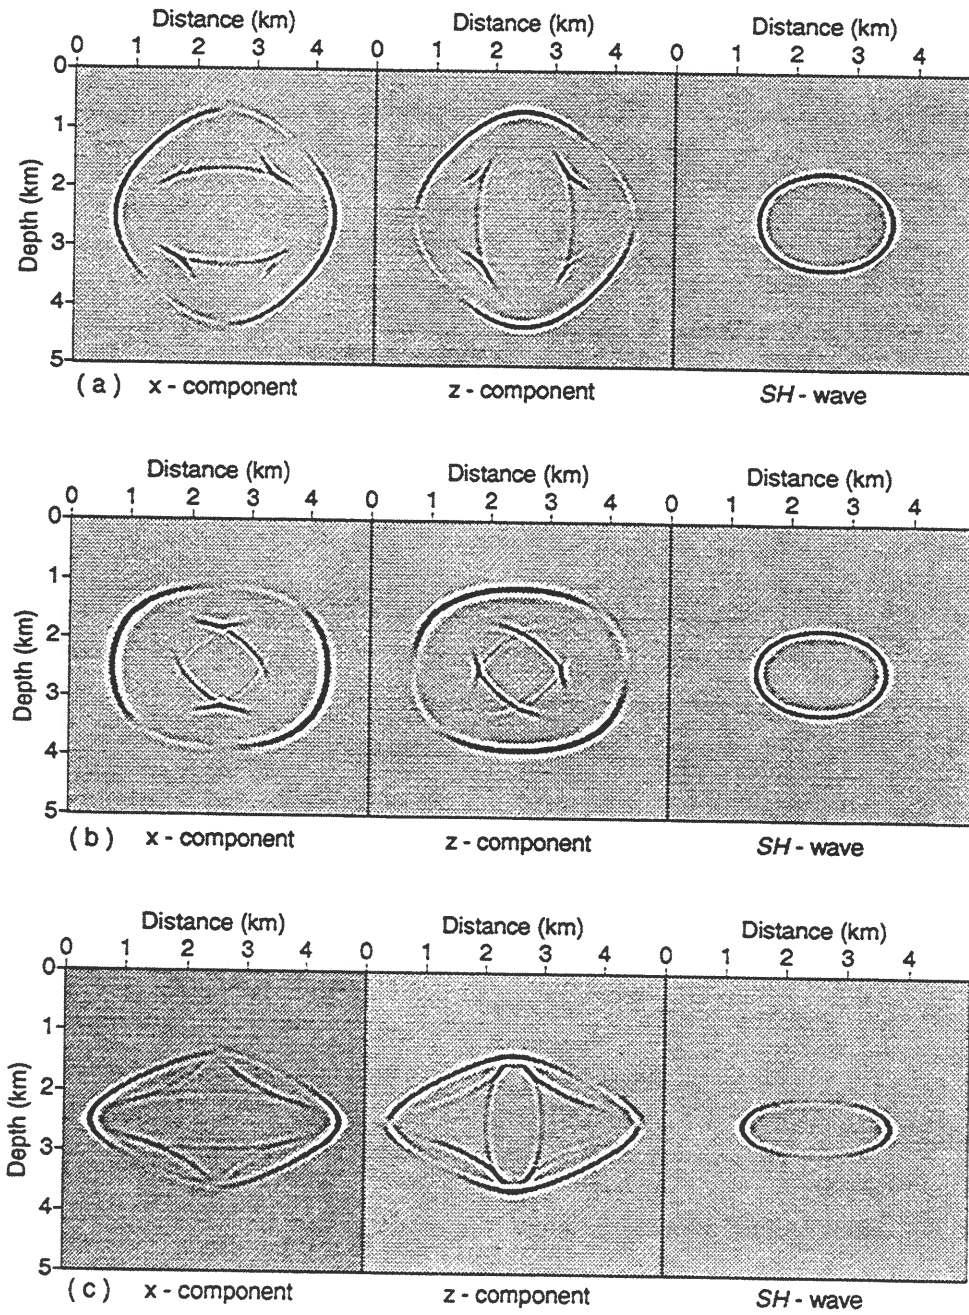 Distance (km) Distance (km) Distance (km)
0 1 2 3 4 0 1 2 3 4 0 1 2 3 4
0
1
2
3
4
5
Depth (km)
( a ) x - component z - component SH - wave
Distance (km) Distance (km) Distance (km)
0 1 2 3 4 0 1 2 3 4 0 1 2 3 4
0
1
2
3
4
5
Depth (km)
( b ) x - component z - component SH - wave
Distance (km) Distance (km) Distance (km)
0 1 2 3 4 0 1 2 3 4 0 1 2 3 4
0
1
2
3
4
5
Depth (km)
( c ) x - component z - component SH - wave